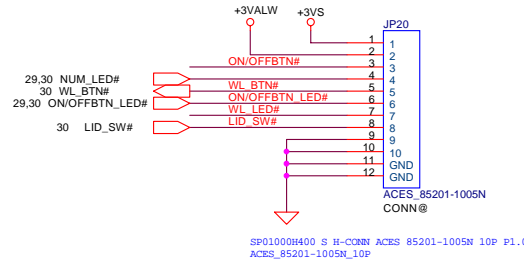 +3VALW
+3VS
JP20
1 1
2 2
ON/OFFBTN# 3 3
29,30 NUM_LED# 4 4
30 WL_BTN# WL_BTN# 5 5
29,30 ON/OFFBTN_LED# ON/OFFBTN_LED# 6 6
WL_LED# 7 7
30 LID_SW# LID_SW# 8 8
9 9
10 10
11 GND
12 GND
ACES_85201-1005N
CONN@
SP01000H400 S H-CONN ACES 85201-1005N 10P P1.0
ACES_85201-1005N_10P